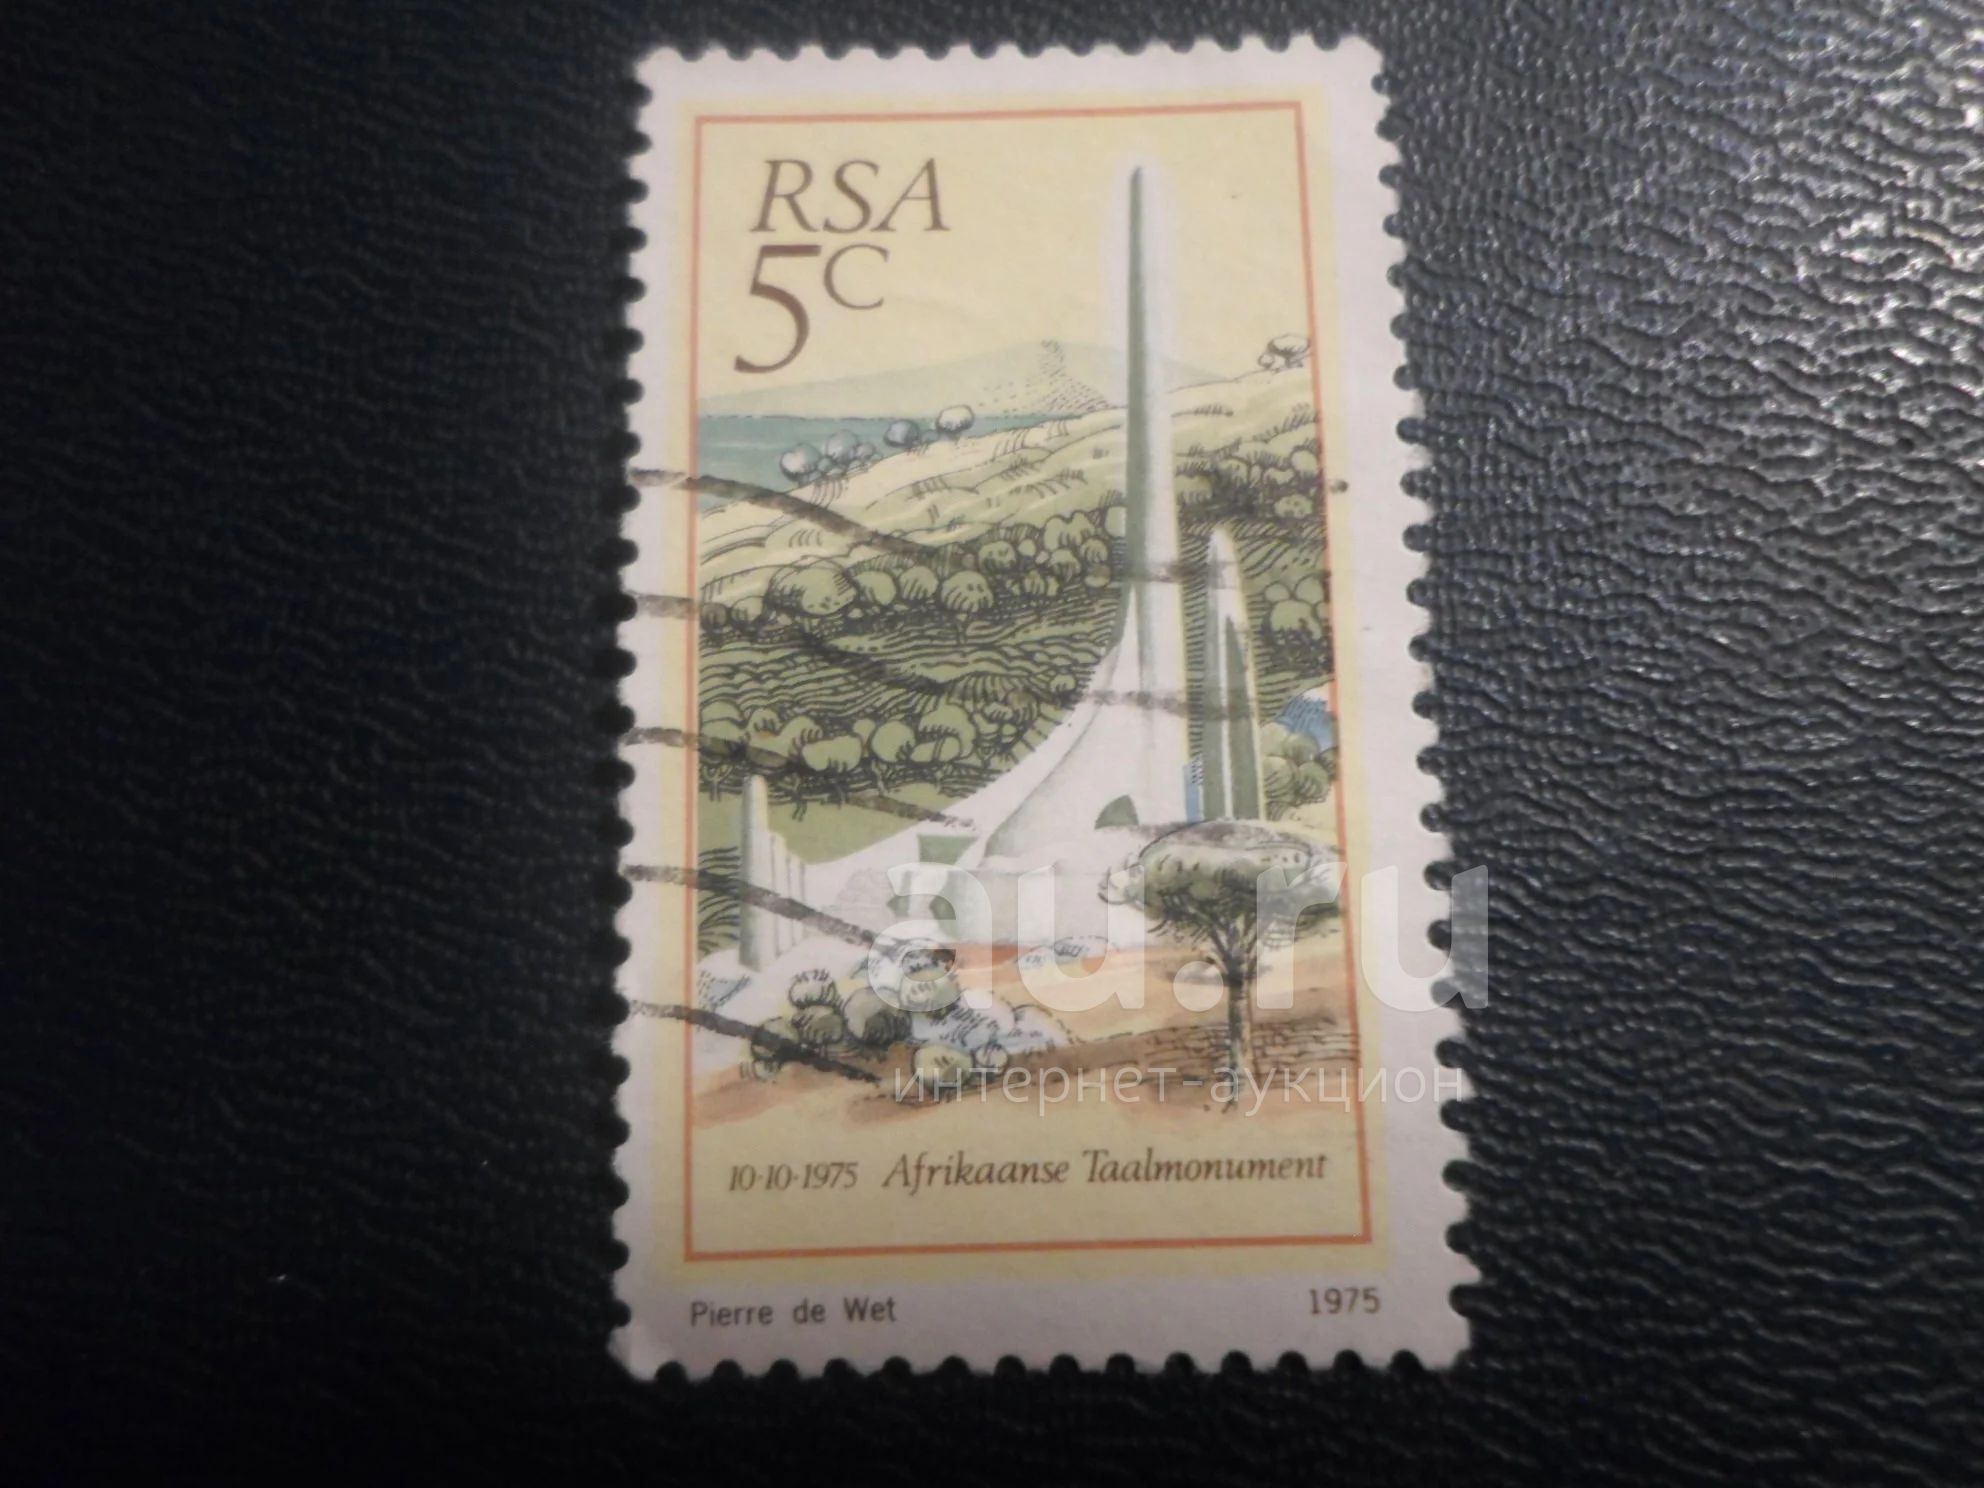 RSA
5c
10·10·1975 Afrikaanse Taalmonument
Pierre de Wet 1975
au.ru
интернет-аукцион